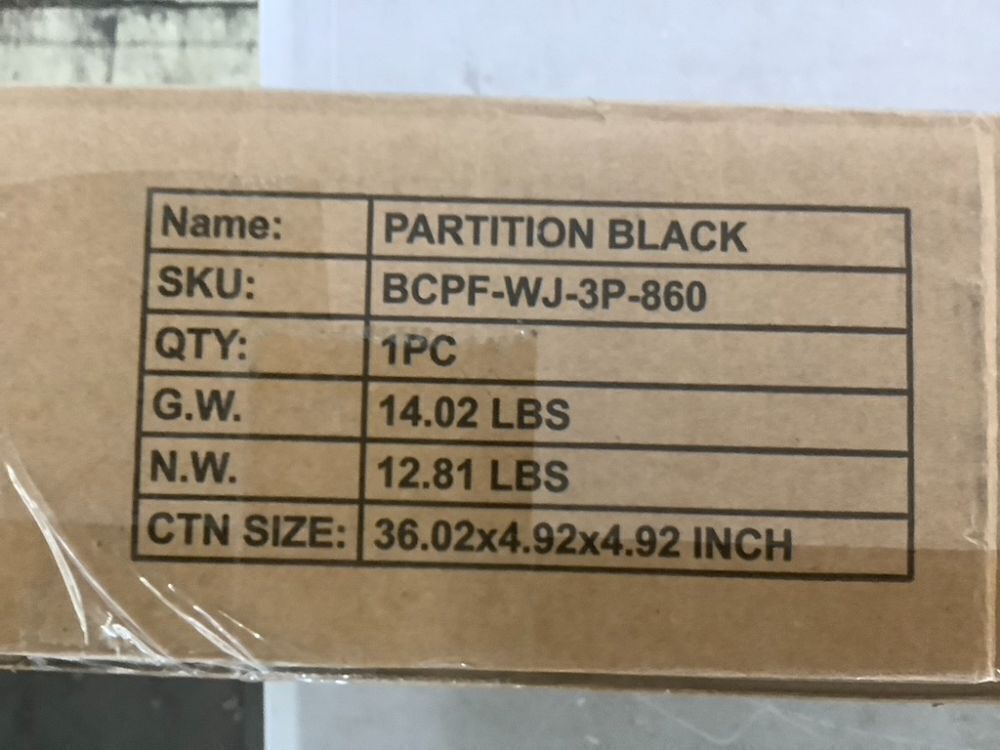 Name: PARTITION BLACK
SKU: BCPF-WJ-3P-860
QTY: 1PC
G.W. 14.02 LBS
N.W. 12.81 LBS
CTN SIZE: 36.02x4.92x4.92 INCH